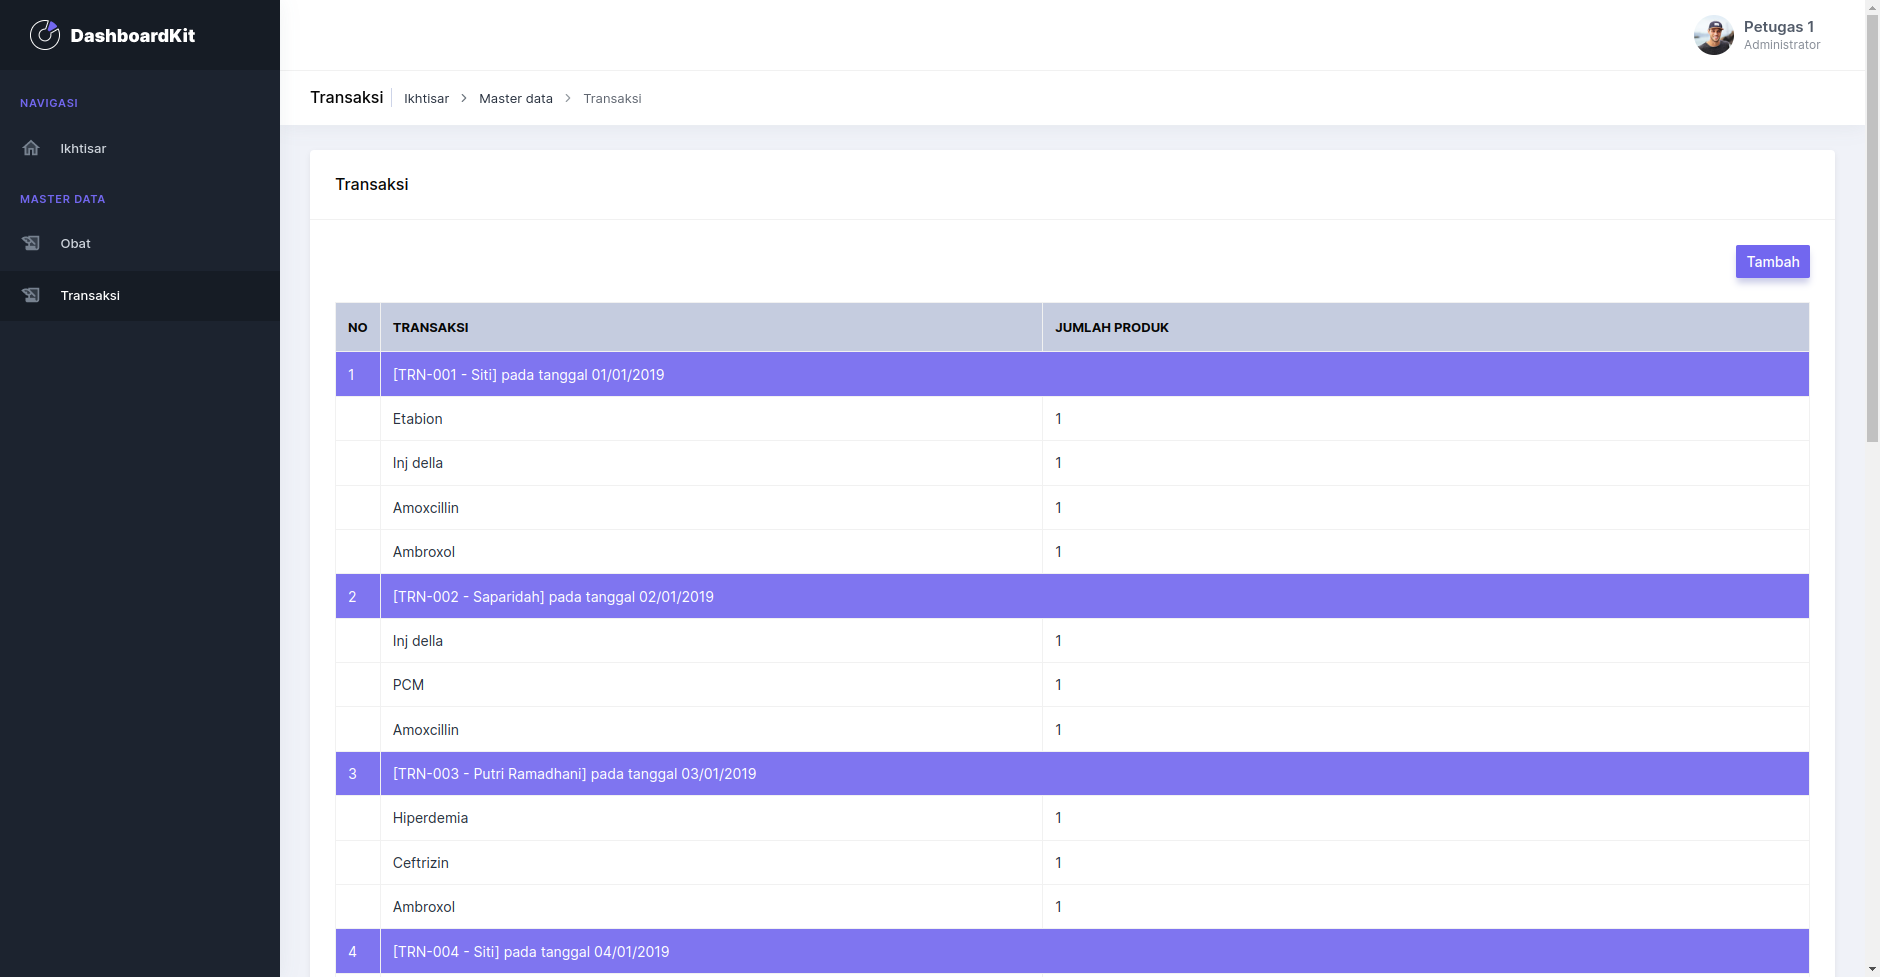 DashboardKit
Petugas 1
Administrator
NAVIGASI
Ikhtisar
MASTER DATA
Obat
Transaksi
Transaksi Ikhtisar > Master data > Transaksi
Transaksi
Tambah
NO TRANSAKSI JUMLAH PRODUK
1 [TRN-001 - Siti] pada tanggal 01/01/2019
Etabion 1
Inj della 1
Amoxcillin 1
Ambroxol 1
2 [TRN-002 - Saparidah] pada tanggal 02/01/2019
Inj della 1
PCM 1
Amoxcillin 1
3 [TRN-003 - Putri Ramadhani] pada tanggal 03/01/2019
Hiperdemia 1
Ceftrizin 1
Ambroxol 1
4 [TRN-004 - Siti] pada tanggal 04/01/2019